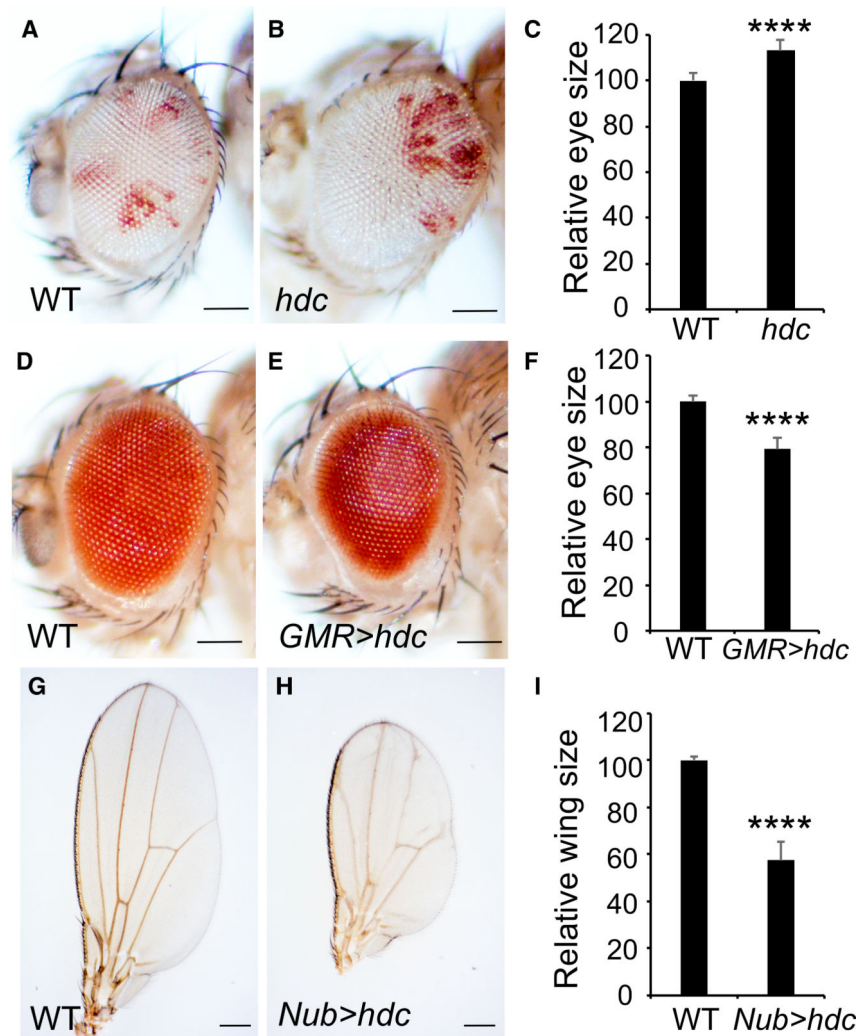 A
WT
B
hdc
C
Relative eye size
120
100
80
60
40
20
0
****
WT hdc
D
WT
E
GMR>hdc
F
Relative eye size
120
100
80
60
40
20
0
****
WT GMR>hdc
G
WT
H
Nub>hdc
I
Relative wing size
120
100
80
60
40
20
0
****
WT Nub>hdc